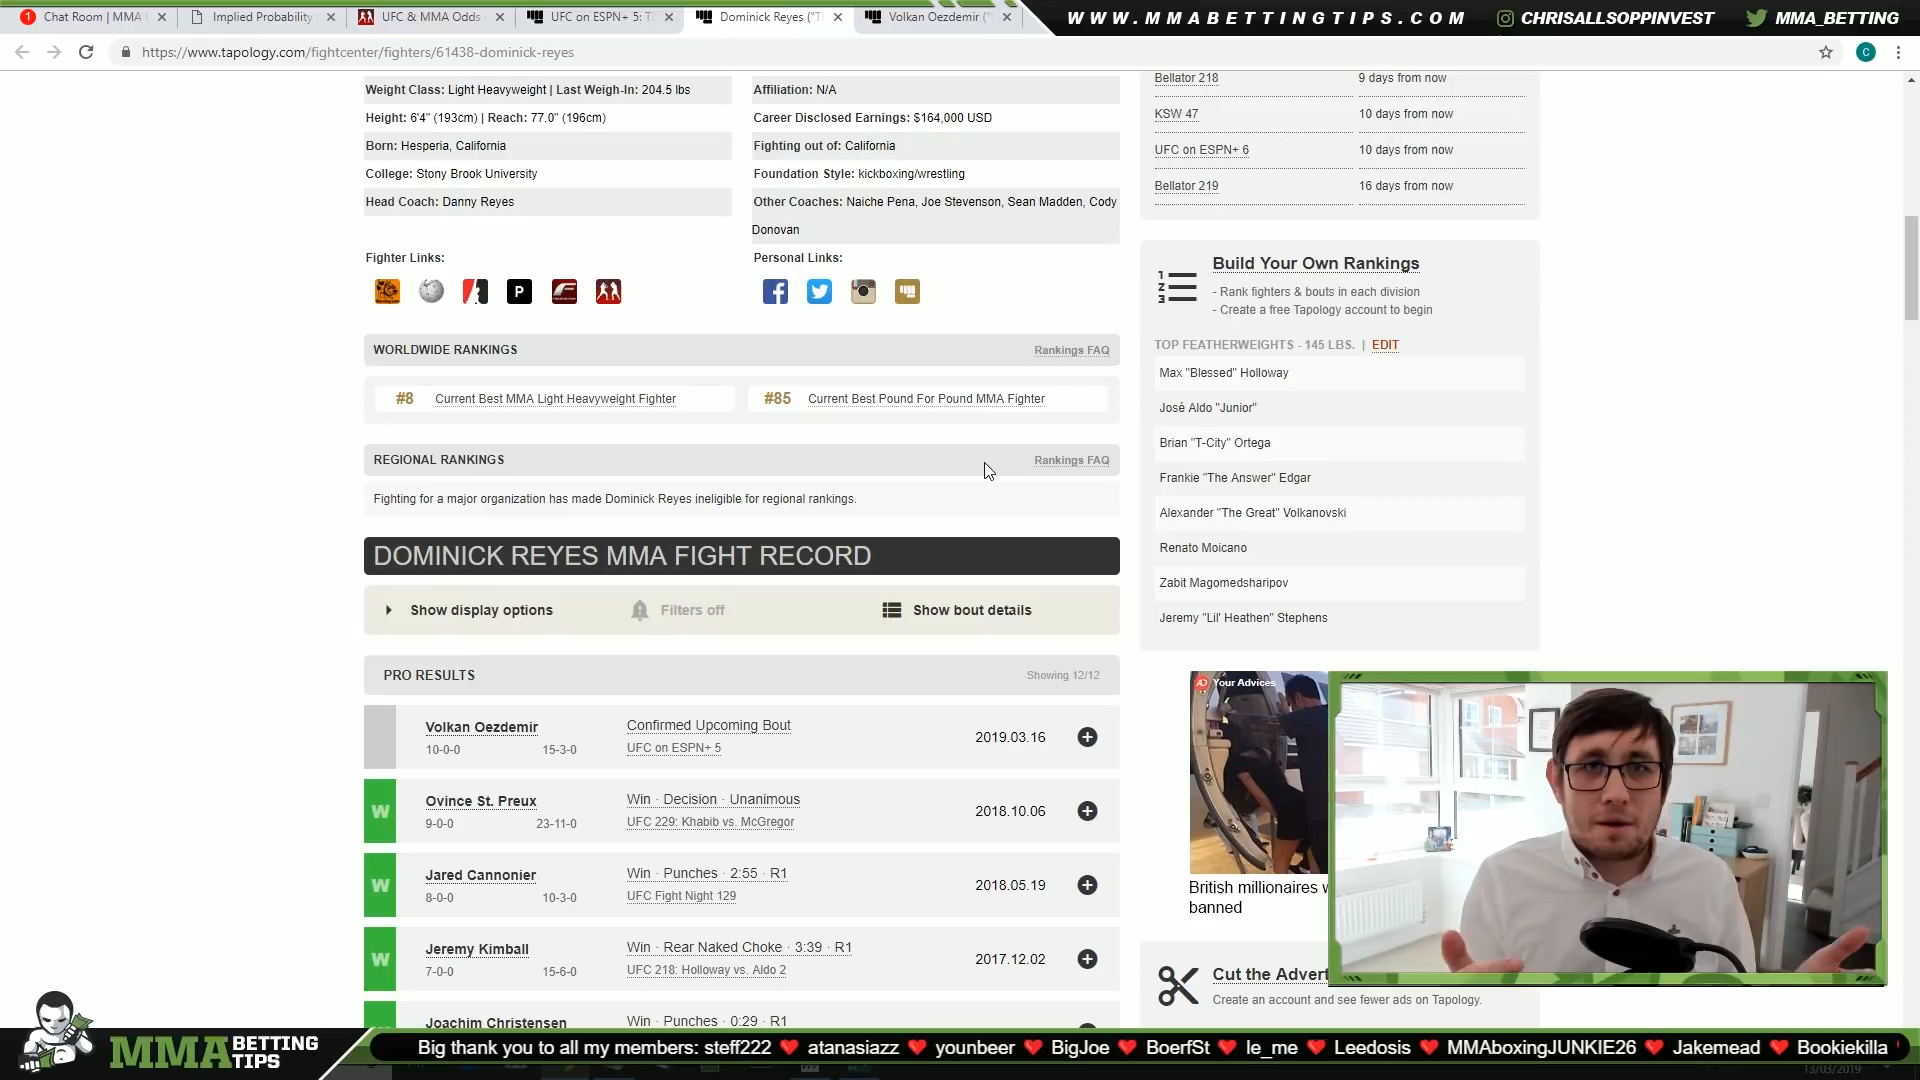 Chat Room | MMA
Implied Probability
UFC & MMA Odds
UFC on ESPN+ 5: T
Dominick Reyes ("T
Volkan Oezdemir ("
WWW.MMABETTINGTIPS.COM
CHRISALLSOPPINVEST
MMA_BETTING
https://www.tapology.com/fightcenter/fighters/61438-dominick-reyes
C
Weight Class: Light Heavyweight | Last Weigh-In: 204.5 lbs
Affiliation: N/A
Height: 6'4" (193cm) | Reach: 77.0" (196cm)
Career Disclosed Earnings: $164,000 USD
Born: Hesperia, California
Fighting out of: California
College: Stony Brook University
Foundation Style: kickboxing/wrestling
Head Coach: Danny Reyes
Other Coaches: Naiche Pena, Joe Stevenson, Sean Madden, Cody
Donovan
Fighter Links:
Personal Links:
WORLDWIDE RANKINGS
Rankings FAQ
#8 Current Best MMA Light Heavyweight Fighter
#85 Current Best Pound For Pound MMA Fighter
REGIONAL RANKINGS
Rankings FAQ
Fighting for a major organization has made Dominick Reyes ineligible for regional rankings.
DOMINICK REYES MMA FIGHT RECORD
Show display options
Filters off
Show bout details
PRO RESULTS
Showing 12/12
Volkan Oezdemir
10-0-0 15-3-0
Confirmed Upcoming Bout
UFC on ESPN+ 5
2019.03.16
W
Ovince St. Preux
9-0-0 23-11-0
Win · Decision · Unanimous
UFC 229: Khabib vs. McGregor
2018.10.06
W
Jared Cannonier
8-0-0 10-3-0
Win · Punches · 2:55 · R1
UFC Fight Night 129
2018.05.19
W
Jeremy Kimball
7-0-0 15-6-0
Win · Rear Naked Choke · 3:39 · R1
UFC 218: Holloway vs. Aldo 2
2017.12.02
Joachim Christensen
Win · Punches · 0:29 · R1
Bellator 218 9 days from now
KSW 47 10 days from now
UFC on ESPN+ 6 10 days from now
Bellator 219 16 days from now
Build Your Own Rankings
- Rank fighters & bouts in each division
- Create a free Tapology account to begin
TOP FEATHERWEIGHTS - 145 LBS. | EDIT
Max "Blessed" Holloway
José Aldo "Junior"
Brian "T-City" Ortega
Frankie "The Answer" Edgar
Alexander "The Great" Volkanovski
Renato Moicano
Zabit Magomedsharipov
Jeremy "Lil' Heathen" Stephens
Your Advices
British millionaires
banned
Cut the Advert
Create an account and see fewer ads on Tapology.
MMA BETTING TIPS
Big thank you to all my members: steff222 ❤ atanasiazz ❤ younbeer ❤ BigJoe ❤ BoerfSt ❤ le_me ❤ Leedosis ❤ MMAboxingJUNKIE26 ❤ Jakemead ❤ Bookiekilla
13/03/2019